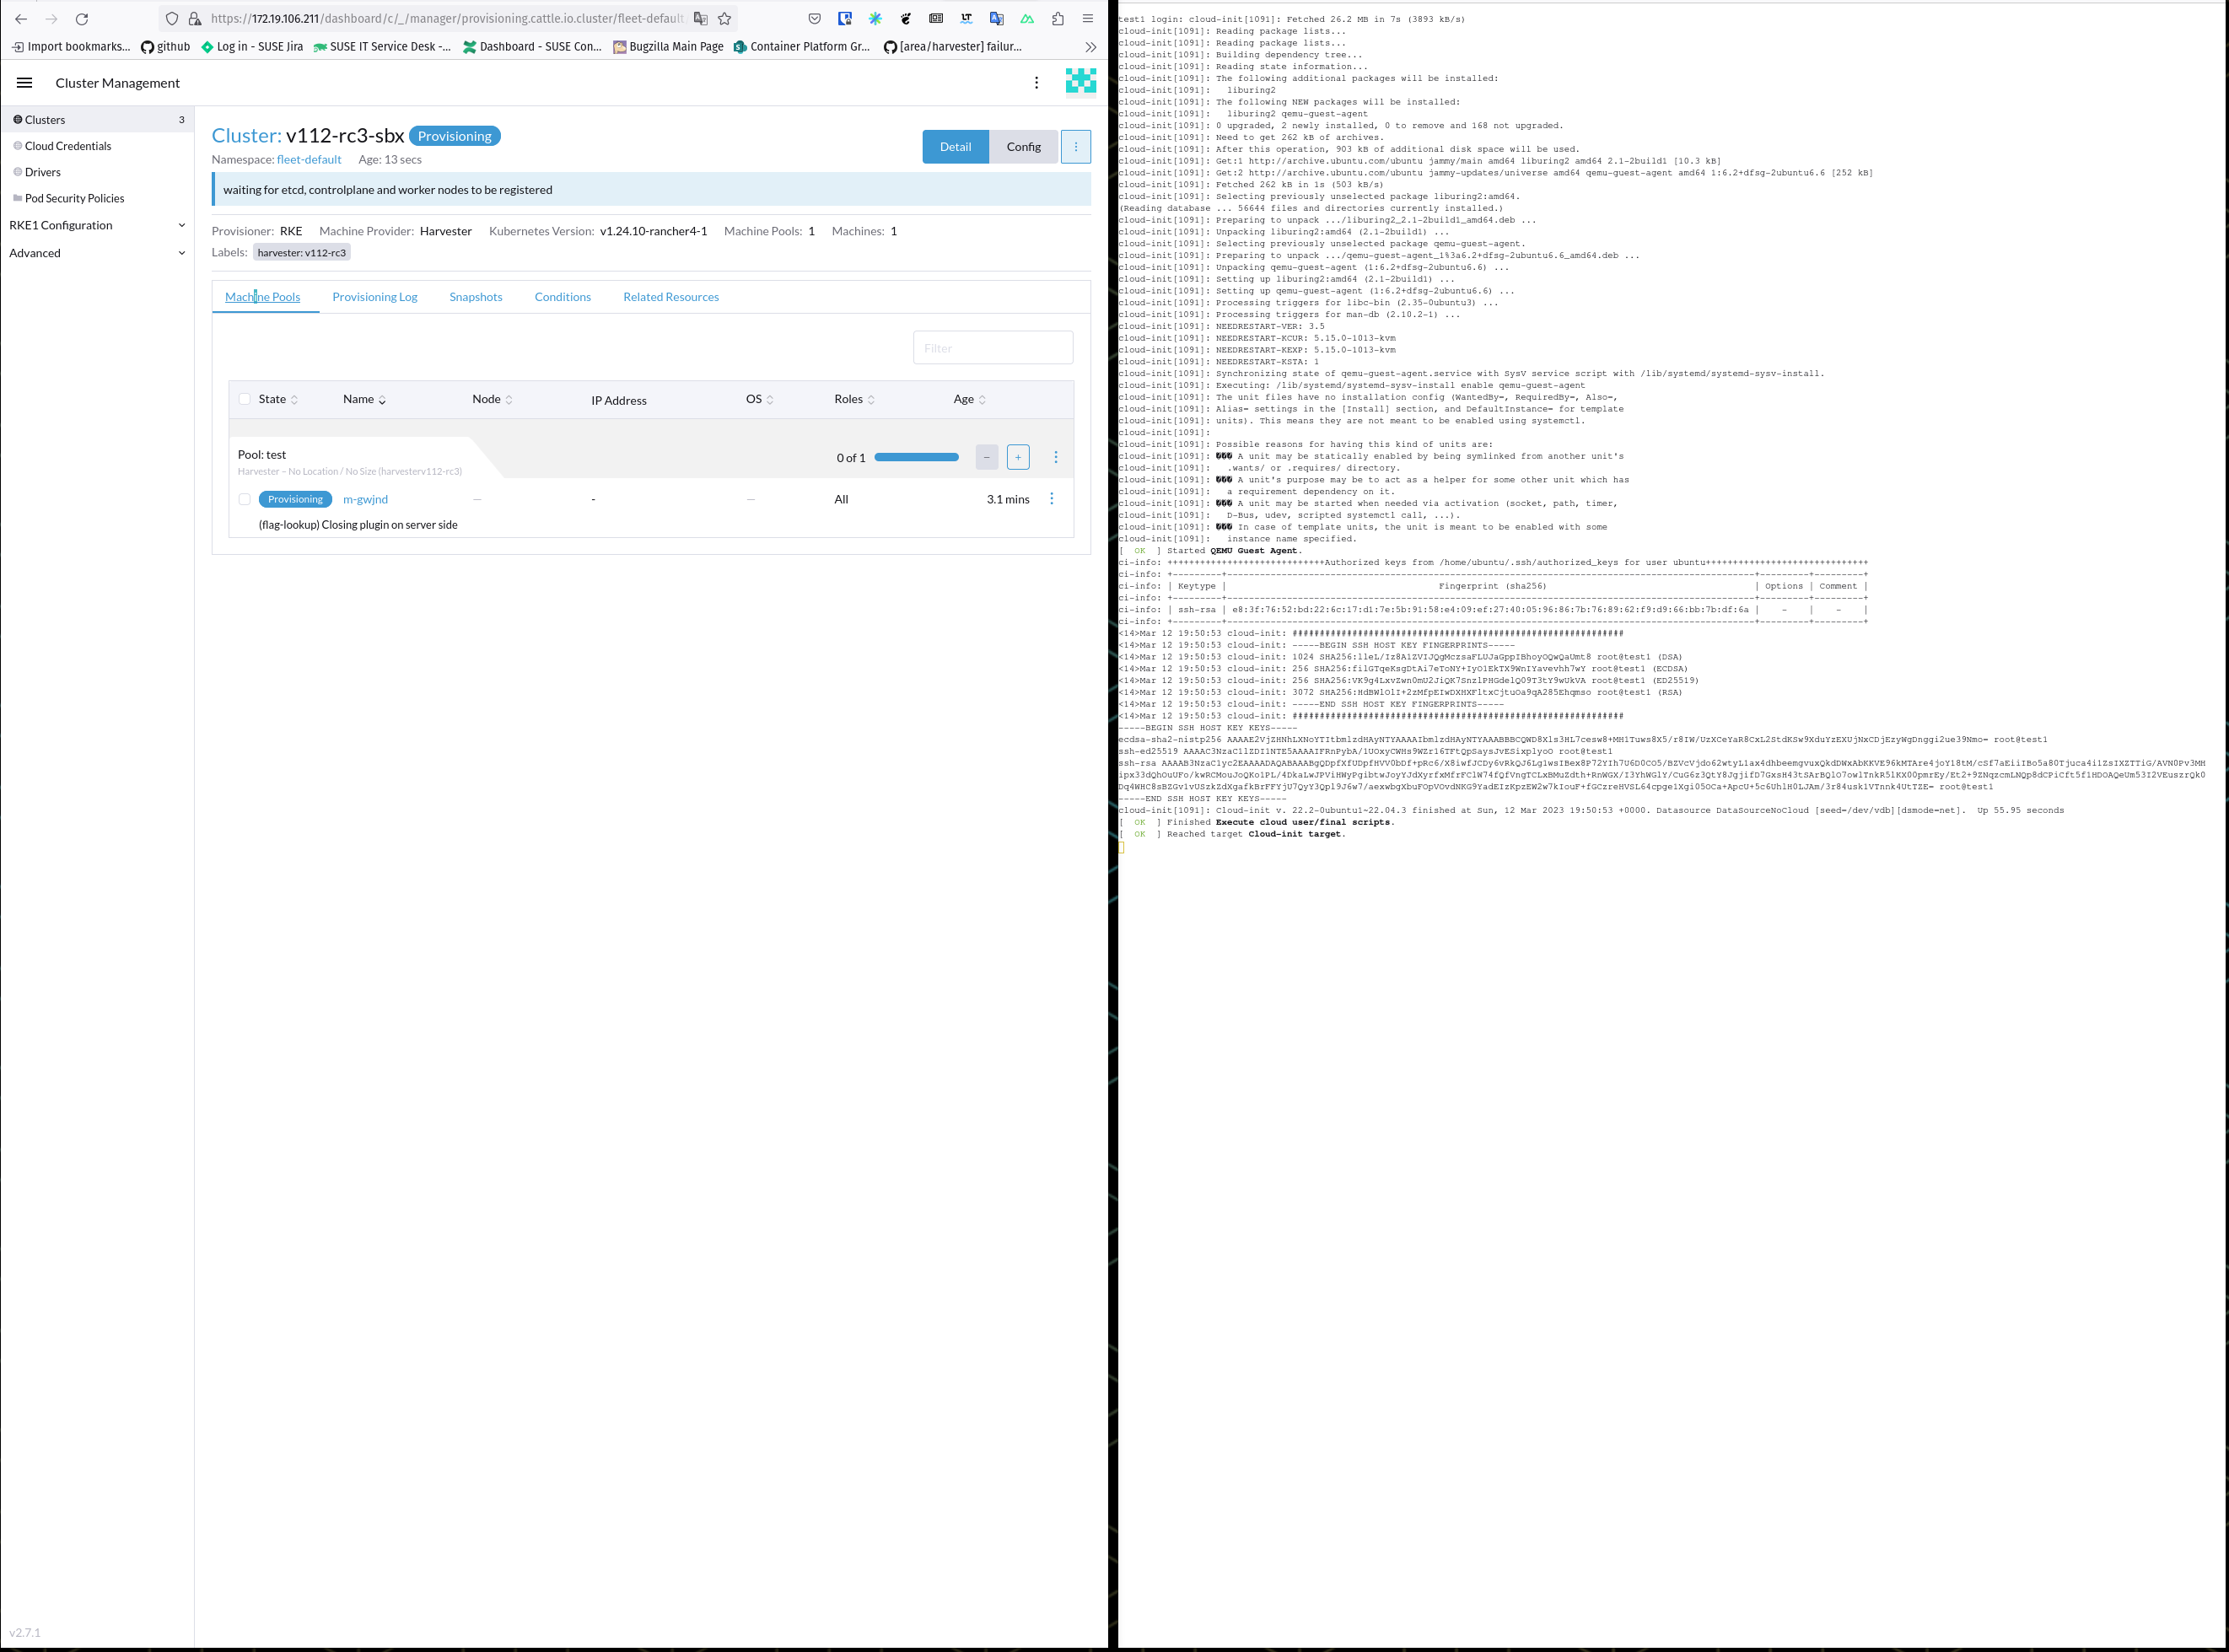 https://172.19.106.211/dashboard/c/_/manager/provisioning.cattle.io.cluster/fleet-default
Import bookmarks... github Log in - SUSE Jira SUSE IT Service Desk -... Dashboard - SUSE Con... Bugzilla Main Page Container Platform Gr... [area/harvester] failur...
Cluster Management
Clusters 3
Cloud Credentials
Drivers
Pod Security Policies
RKE1 Configuration
Advanced
Cluster: v112-rc3-sbx Provisioning
Detail Config
Namespace: fleet-default Age: 13 secs
waiting for etcd, controlplane and worker nodes to be registered
Provisioner: RKE Machine Provider: Harvester Kubernetes Version: v1.24.10-rancher4-1 Machine Pools: 1 Machines: 1
Labels: harvester: v112-rc3
Machine Pools Provisioning Log Snapshots Conditions Related Resources
Filter
State Name Node IP Address OS Roles Age
Pool: test
Harvester – No Location / No Size (harvesterv112-rc3)
0 of 1 − +
Provisioning m-gwjnd — - — All 3.1 mins
(flag-lookup) Closing plugin on server side
v2.7.1
test1 login: cloud-init[1091]: Fetched 26.2 MB in 7s (3893 kB/s)
cloud-init[1091]: Reading package lists...
cloud-init[1091]: Reading package lists...
cloud-init[1091]: Building dependency tree...
cloud-init[1091]: Reading state information...
cloud-init[1091]: The following additional packages will be installed:
cloud-init[1091]:   liburing2
cloud-init[1091]: The following NEW packages will be installed:
cloud-init[1091]:   liburing2 qemu-guest-agent
cloud-init[1091]: 0 upgraded, 2 newly installed, 0 to remove and 168 not upgraded.
cloud-init[1091]: Need to get 262 kB of archives.
cloud-init[1091]: After this operation, 903 kB of additional disk space will be used.
cloud-init[1091]: Get:1 http://archive.ubuntu.com/ubuntu jammy/main amd64 liburing2 amd64 2.1-2build1 [10.3 kB]
cloud-init[1091]: Get:2 http://archive.ubuntu.com/ubuntu jammy-updates/universe amd64 qemu-guest-agent amd64 1:6.2+dfsg-2ubuntu6.6 [252 kB]
cloud-init[1091]: Fetched 262 kB in 1s (503 kB/s)
cloud-init[1091]: Selecting previously unselected package liburing2:amd64.
(Reading database ... 56644 files and directories currently installed.)
cloud-init[1091]: Preparing to unpack .../liburing2_2.1-2build1_amd64.deb ...
cloud-init[1091]: Unpacking liburing2:amd64 (2.1-2build1) ...
cloud-init[1091]: Selecting previously unselected package qemu-guest-agent.
cloud-init[1091]: Preparing to unpack .../qemu-guest-agent_1%3a6.2+dfsg-2ubuntu6.6_amd64.deb ...
cloud-init[1091]: Unpacking qemu-guest-agent (1:6.2+dfsg-2ubuntu6.6) ...
cloud-init[1091]: Setting up liburing2:amd64 (2.1-2build1) ...
cloud-init[1091]: Setting up qemu-guest-agent (1:6.2+dfsg-2ubuntu6.6) ...
cloud-init[1091]: Processing triggers for libc-bin (2.35-0ubuntu3) ...
cloud-init[1091]: Processing triggers for man-db (2.10.2-1) ...
cloud-init[1091]: NEEDRESTART-VER: 3.5
cloud-init[1091]: NEEDRESTART-KCUR: 5.15.0-1013-kvm
cloud-init[1091]: NEEDRESTART-KEXP: 5.15.0-1013-kvm
cloud-init[1091]: NEEDRESTART-KSTA: 1
cloud-init[1091]: Synchronizing state of qemu-guest-agent.service with SysV service script with /lib/systemd/systemd-sysv-install.
cloud-init[1091]: Executing: /lib/systemd/systemd-sysv-install enable qemu-guest-agent
cloud-init[1091]: The unit files have no installation config (WantedBy=, RequiredBy=, Also=,
cloud-init[1091]: Alias= settings in the [Install] section, and DefaultInstance= for template
cloud-init[1091]: units). This means they are not meant to be enabled using systemctl.
cloud-init[1091]:
cloud-init[1091]: Possible reasons for having this kind of units are:
cloud-init[1091]: ��� A unit may be statically enabled by being symlinked from another unit's
cloud-init[1091]:   .wants/ or .requires/ directory.
cloud-init[1091]: ��� A unit's purpose may be to act as a helper for some other unit which has
cloud-init[1091]:   a requirement dependency on it.
cloud-init[1091]: ��� A unit may be started when needed via activation (socket, path, timer,
cloud-init[1091]:   D-Bus, udev, scripted systemctl call, ...).
cloud-init[1091]: ��� In case of template units, the unit is meant to be enabled with some
cloud-init[1091]:   instance name specified.
[  OK  ] Started QEMU Guest Agent.
ci-info: Authorized keys from /home/ubuntu/.ssh/authorized_keys for user ubuntu
ci-info: | Keytype | Fingerprint (sha256) | Options | Comment |
ci-info: | ssh-rsa | e8:3f:76:52:bd:22:6c:17:d1:7e:5b:91:58:e4:09:ef:27:40:05:96:86:7b:76:89:62:f9:d9:66:bb:7b:df:6a | - | - |
<14>Mar 12 19:50:53 cloud-init: #############################################################
<14>Mar 12 19:50:53 cloud-init: -----BEGIN SSH HOST KEY FINGERPRINTS-----
<14>Mar 12 19:50:53 cloud-init: 1024 root@test1 (DSA)
<14>Mar 12 19:50:53 cloud-init: 256 root@test1 (ECDSA)
<14>Mar 12 19:50:53 cloud-init: 256 root@test1 (ED25519)
<14>Mar 12 19:50:53 cloud-init: 3072 root@test1 (RSA)
<14>Mar 12 19:50:53 cloud-init: -----END SSH HOST KEY FINGERPRINTS-----
<14>Mar 12 19:50:53 cloud-init: #############################################################
-----BEGIN SSH HOST KEY KEYS-----
ecdsa-sha2-nistp256 root@test1
ssh-ed25519 root@test1
ssh-rsa
root@test1
-----END SSH HOST KEY KEYS-----
cloud-init[1091]: Cloud-init v. 22.2-0ubuntu1~22.04.3 finished at Sun, 12 Mar 2023 19:50:53 +0000. Datasource DataSourceNoCloud [seed=/dev/vdb][dsmode=net].  Up 55.95 seconds
[  OK  ] Finished Execute cloud user/final scripts.
[  OK  ] Reached target Cloud-init target.